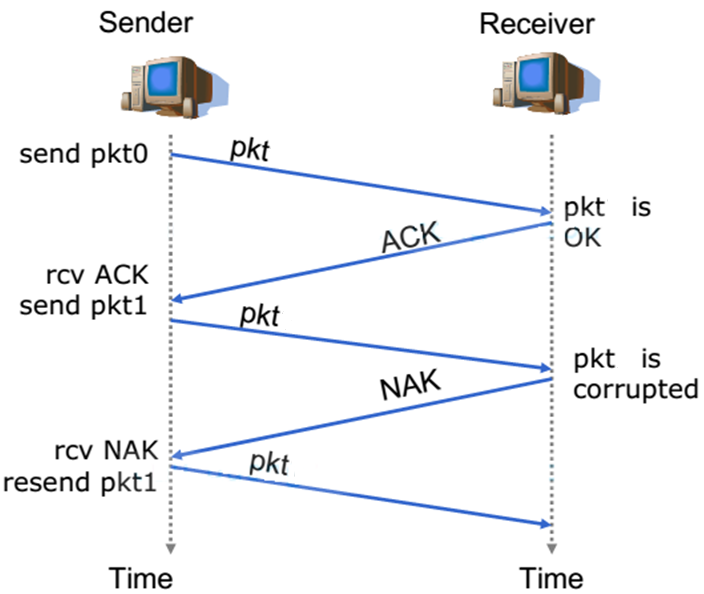 Sender
Receiver
send pkt0
pkt
pkt is
OK
ACK
rcv ACK
send pkt1
pkt
pkt is
corrupted
NAK
rcv NAK
resend pkt1
pkt
Time
Time